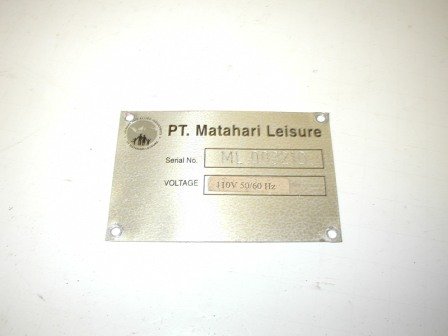 PT. Matahari Leisure
Serial No.
VOLTAGE 110V 50/60 Hz